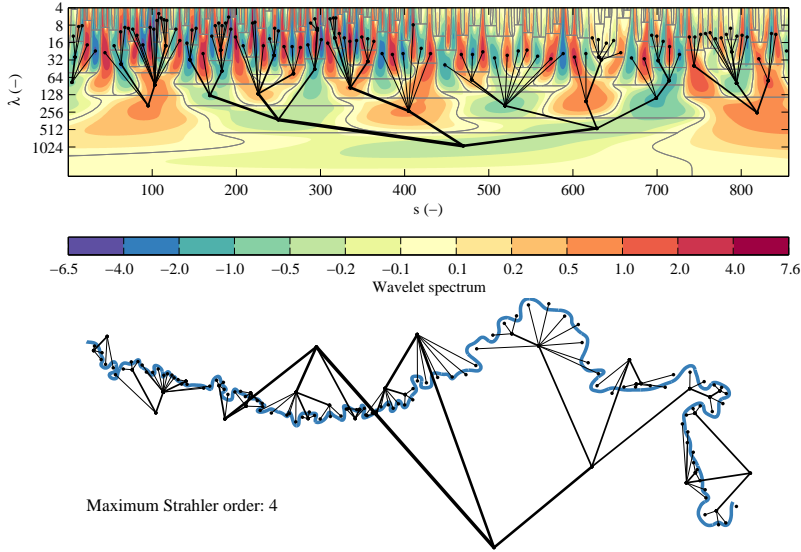 4
8
16
32
64
128
256
512
1024
λ (−)
100 200 300 400 500 600 700 800
s (−)
−6.5 −4.0 −2.0 −1.0 −0.5 −0.2 −0.1 0.1 0.2 0.5 1.0 2.0 4.0 7.6
Wavelet spectrum
Maximum Strahler order: 4